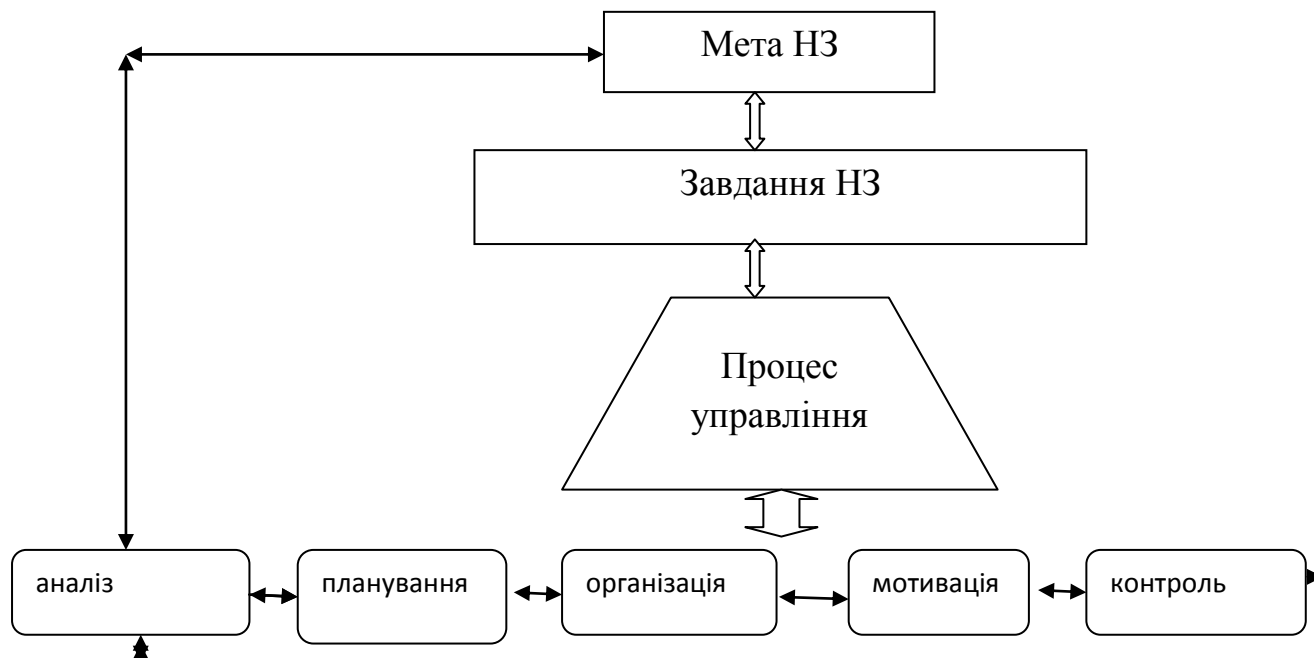 Мета НЗ
Завдання НЗ
Процес
управління
аналіз
планування
організація
мотивація
контроль